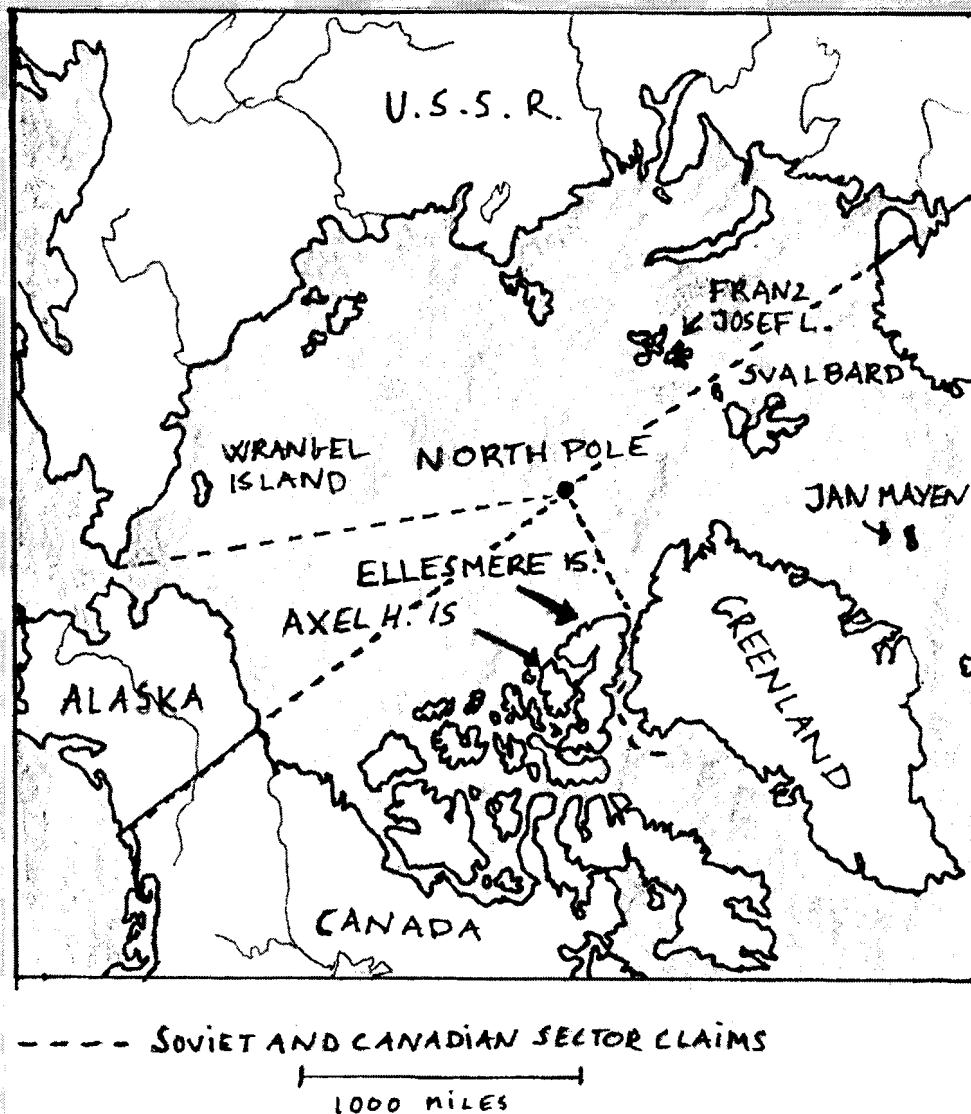 U.S.S.R.
FRANZ
JOSEF L.
SVALBARD
WRANGEL
ISLAND
NORTH POLE
JAN MAYEN
ELLESMERE IS.
AXEL H. IS
GREENLAND
ALASKA
CANADA
---- SOVIET AND CANADIAN SECTOR CLAIMS
1000 MILES